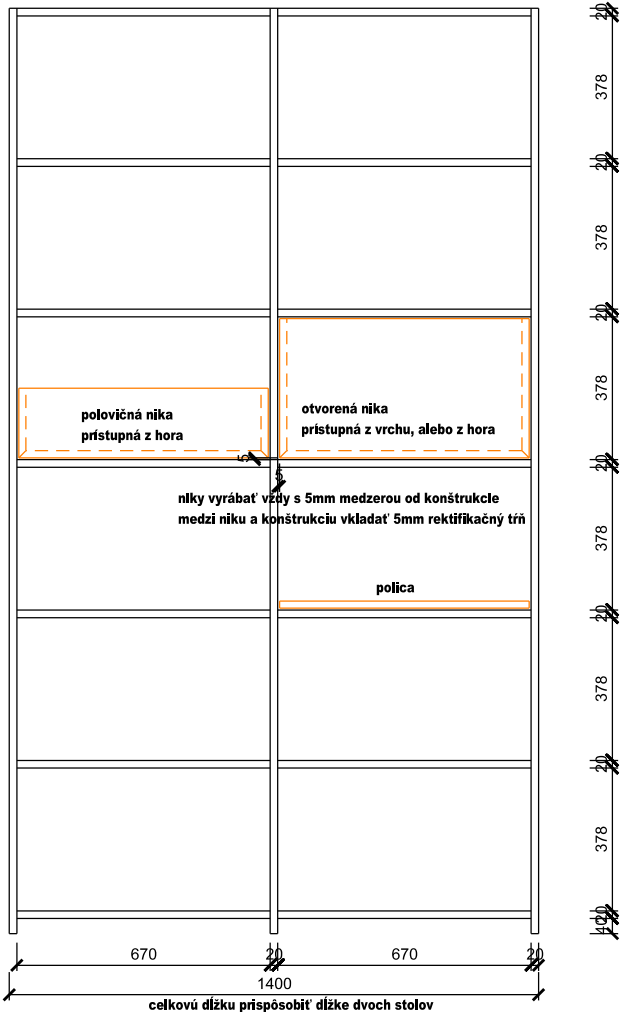 20
378
20
378
20
378
20
378
20
378
20
378
20
40
polovičná nika
prístupná z hora
otvorená nika
prístupná z vrchu, alebo z hora
5
5
niky vyrábať vždy s 5mm medzerou od konštrukcie
medzi niku a konštrukciu vkladať 5mm rektifikačný tŕň
polica
670
20
670
20
1400
celkovú dĺžku prispôsobiť dĺžke dvoch stolov